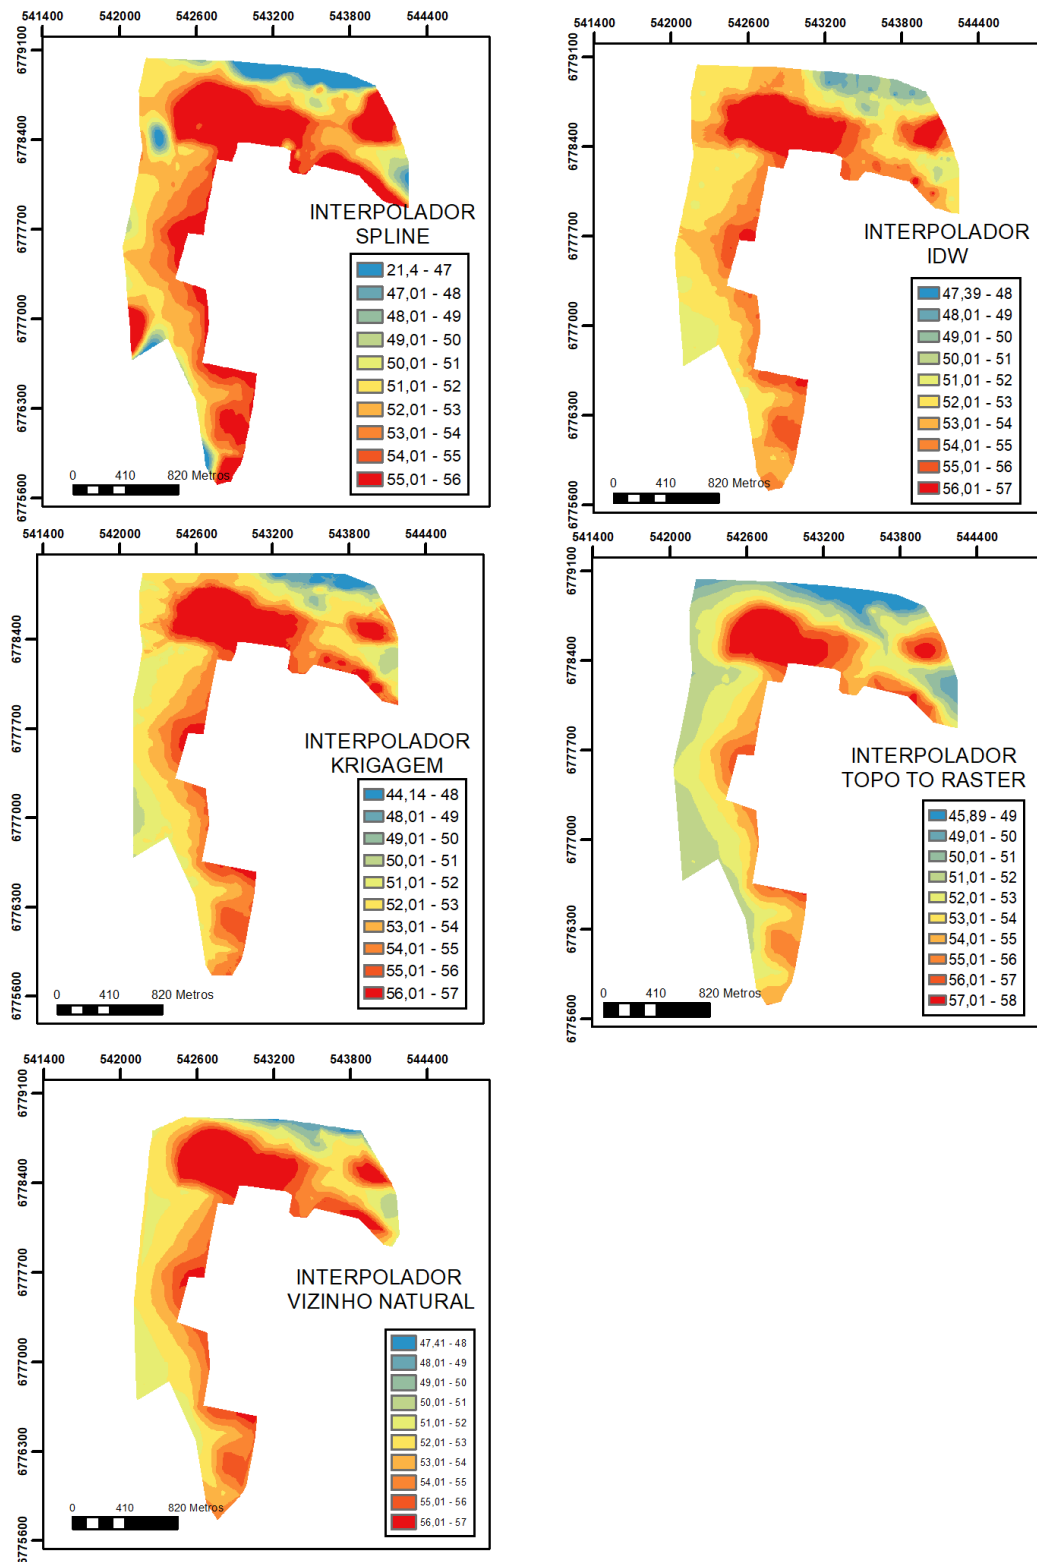 541400 542000 542600 543200 543800 544400
6779100
6778400
6777700
6777000
6776300
6775600
INTERPOLADOR
SPLINE
21,4 - 47
47,01 - 48
48,01 - 49
49,01 - 50
50,01 - 51
51,01 - 52
52,01 - 53
53,01 - 54
54,01 - 55
55,01 - 56
0 410 820 Metros
541400 542000 542600 543200 543800 544400
6779100
6778400
6777700
6777000
6776300
6775600
INTERPOLADOR
IDW
47,39 - 48
48,01 - 49
49,01 - 50
50,01 - 51
51,01 - 52
52,01 - 53
53,01 - 54
54,01 - 55
55,01 - 56
56,01 - 57
0 410 820 Metros
541400 542000 542600 543200 543800 544400
6779100
6778400
6777700
6777000
6776300
6775600
INTERPOLADOR
KRIGAGEM
44,14 - 48
48,01 - 49
49,01 - 50
50,01 - 51
51,01 - 52
52,01 - 53
53,01 - 54
54,01 - 55
55,01 - 56
56,01 - 57
0 410 820 Metros
541400 542000 542600 543200 543800 544400
6779100
6778400
6777700
6777000
6776300
6775600
INTERPOLADOR
TOPO TO RASTER
45,89 - 49
49,01 - 50
50,01 - 51
51,01 - 52
52,01 - 53
53,01 - 54
54,01 - 55
55,01 - 56
56,01 - 57
57,01 - 58
0 410 820 Metros
541400 542000 542600 543200 543800 544400
6779100
6778400
6777700
6777000
6776300
6775600
INTERPOLADOR
VIZINHO NATURAL
47,41 - 48
48,01 - 49
49,01 - 50
50,01 - 51
51,01 - 52
52,01 - 53
53,01 - 54
54,01 - 55
55,01 - 56
56,01 - 57
0 410 820 Metros